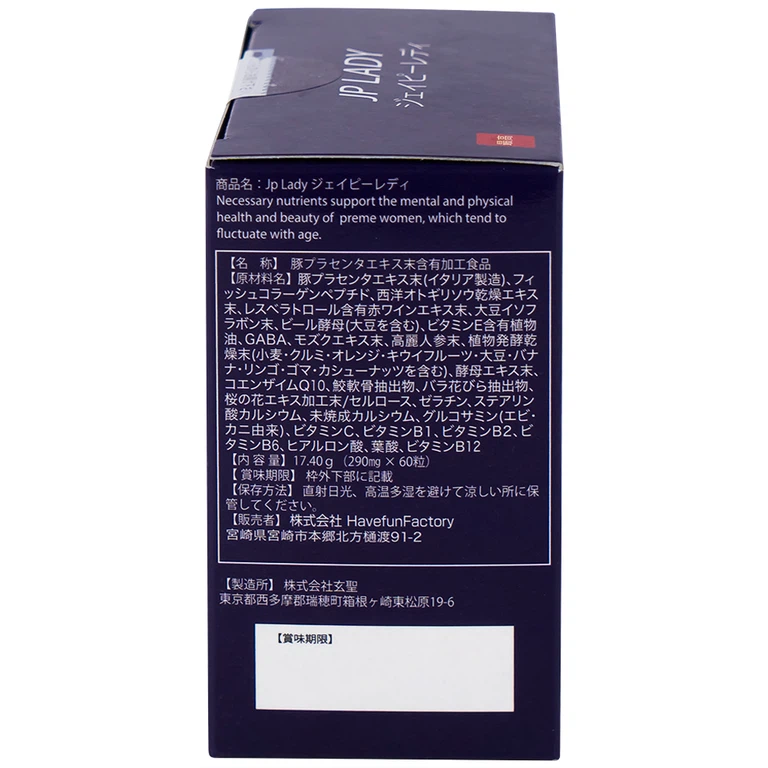 JP LADY
ジェイピーレディ
商品名：Jp Lady ジェイピーレディ
Necessary nutrients support the mental and physical
health and beauty of preme women, which tend to
fluctuate with age.
【名 称】 豚プラセンタエキス末含有加工食品
【原材料名】豚プラセンタエキス末(イタリア製造)、フィ
ッシュコラーゲンペプチド、西洋オトギリソウ乾燥エキス
末、レスベラトロール含有赤ワインエキス末、大豆イソフ
ラボン末、ビール酵母(大豆を含む)、ビタミンE含有植物
油、GABA、モズクエキス末、高麗人参末、植物発酵乾
燥末(小麦・クルミ・オレンジ・キウイフルーツ・大豆・バナ
ナ・リンゴ・ゴマ・カシューナッツを含む)、酵母エキス末、
コエンザイムQ10、鮫軟骨抽出物、バラ花びら抽出物、
桜の花エキス加工末/セルロース、ゼラチン、ステアリン
酸カルシウム、未焼成カルシウム、グルコサミン(エビ・
カニ由来)、ビタミンC、ビタミンB1、ビタミンB2、ビ
タミンB6、ヒアルロン酸、葉酸、ビタミンB12
【内 容 量】17.40g （290mg × 60粒）
【 賞味期限】 枠外下部に記載
【保存方法】 直射日光、高温多湿を避けて涼しい所に保
管してください。
【販売者】 株式会社 HavefunFactory
宮崎県宮崎市本郷北方樋渡91-2
【製造所】 株式会社玄聖
東京都西多摩郡瑞穂町箱根ヶ崎東松原19-6
【賞味期限】